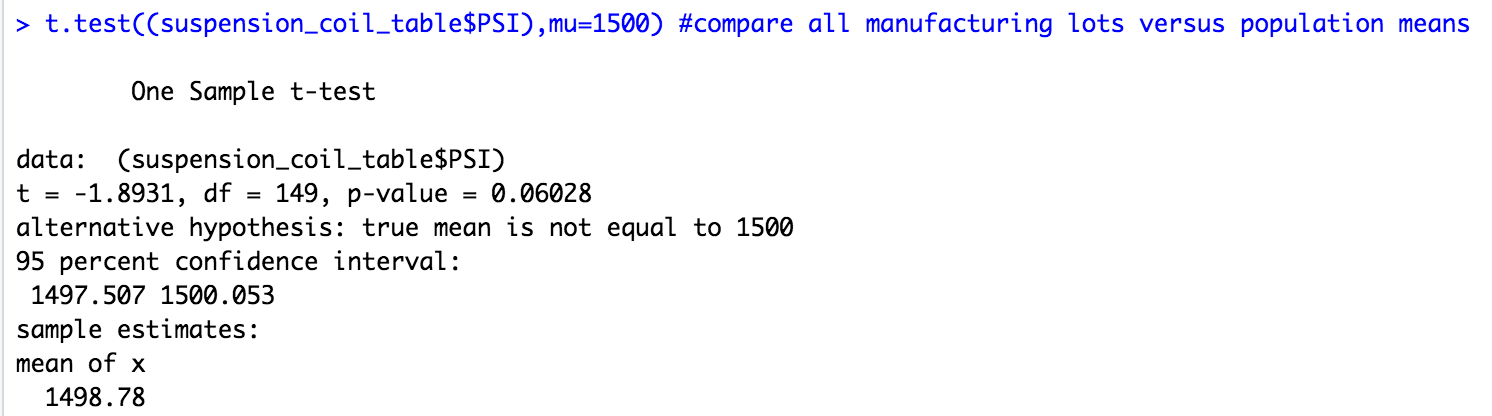 > t.test((suspension_coil_table$PSI),mu=1500) #compare all manufacturing lots versus population means
One Sample t-test
data:  (suspension_coil_table$PSI)
t = -1.8931, df = 149, p-value = 0.06028
alternative hypothesis: true mean is not equal to 1500
95 percent confidence interval:
1497.507 1500.053
sample estimates:
mean of x
1498.78